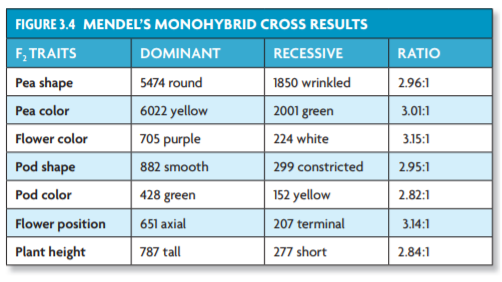 FIGURE 3.4 MENDEL'S MONOHYBRID CROSS RESULTS
F₂ TRAITS DOMINANT RECESSIVE RATIO
Pea shape 5474 round 1850 wrinkled 2.96:1
Pea color 6022 yellow 2001 green 3.01:1
Flower color 705 purple 224 white 3.15:1
Pod shape 882 smooth 299 constricted 2.95:1
Pod color 428 green 152 yellow 2.82:1
Flower position 651 axial 207 terminal 3.14:1
Plant height 787 tall 277 short 2.84:1